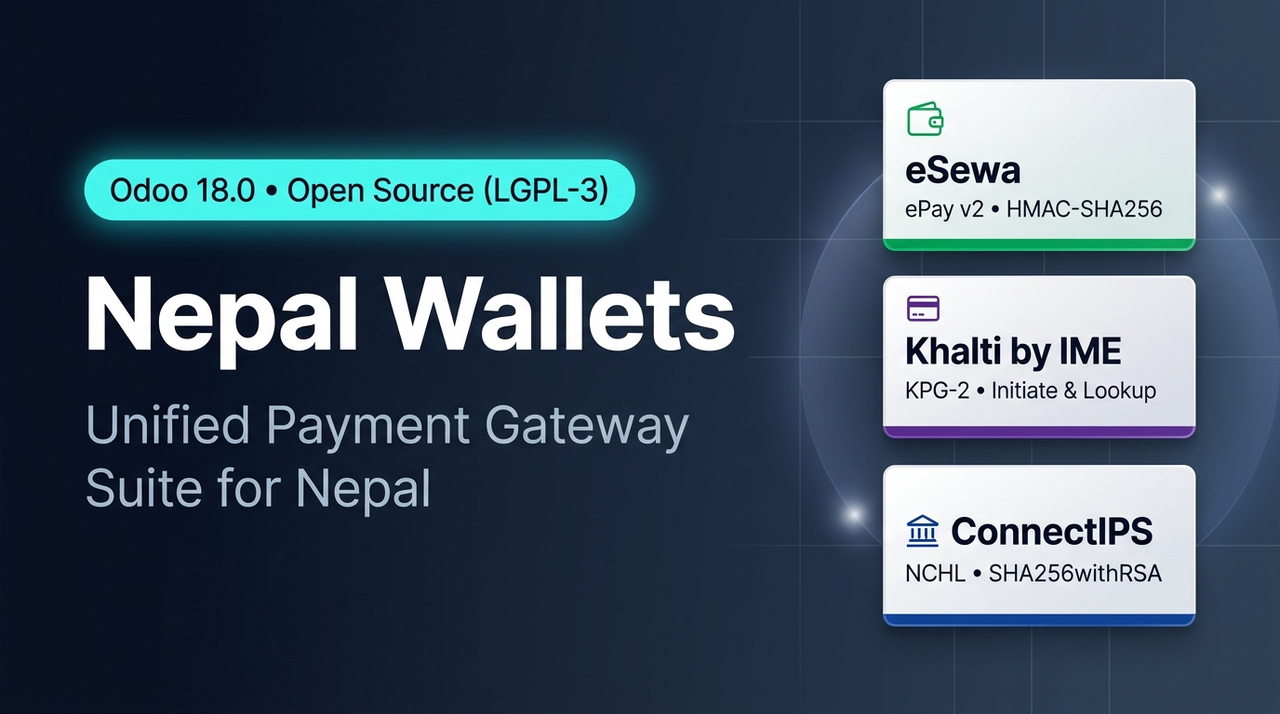 Odoo 18.0 • Open Source (LGPL-3)
Nepal Wallets
Unified Payment Gateway
Suite for Nepal
eSewa
ePay v2 • HMAC-SHA256
Khalti by IME
KPG-2 • Initiate & Lookup
ConnectIPS
NCHL • SHA256withRSA